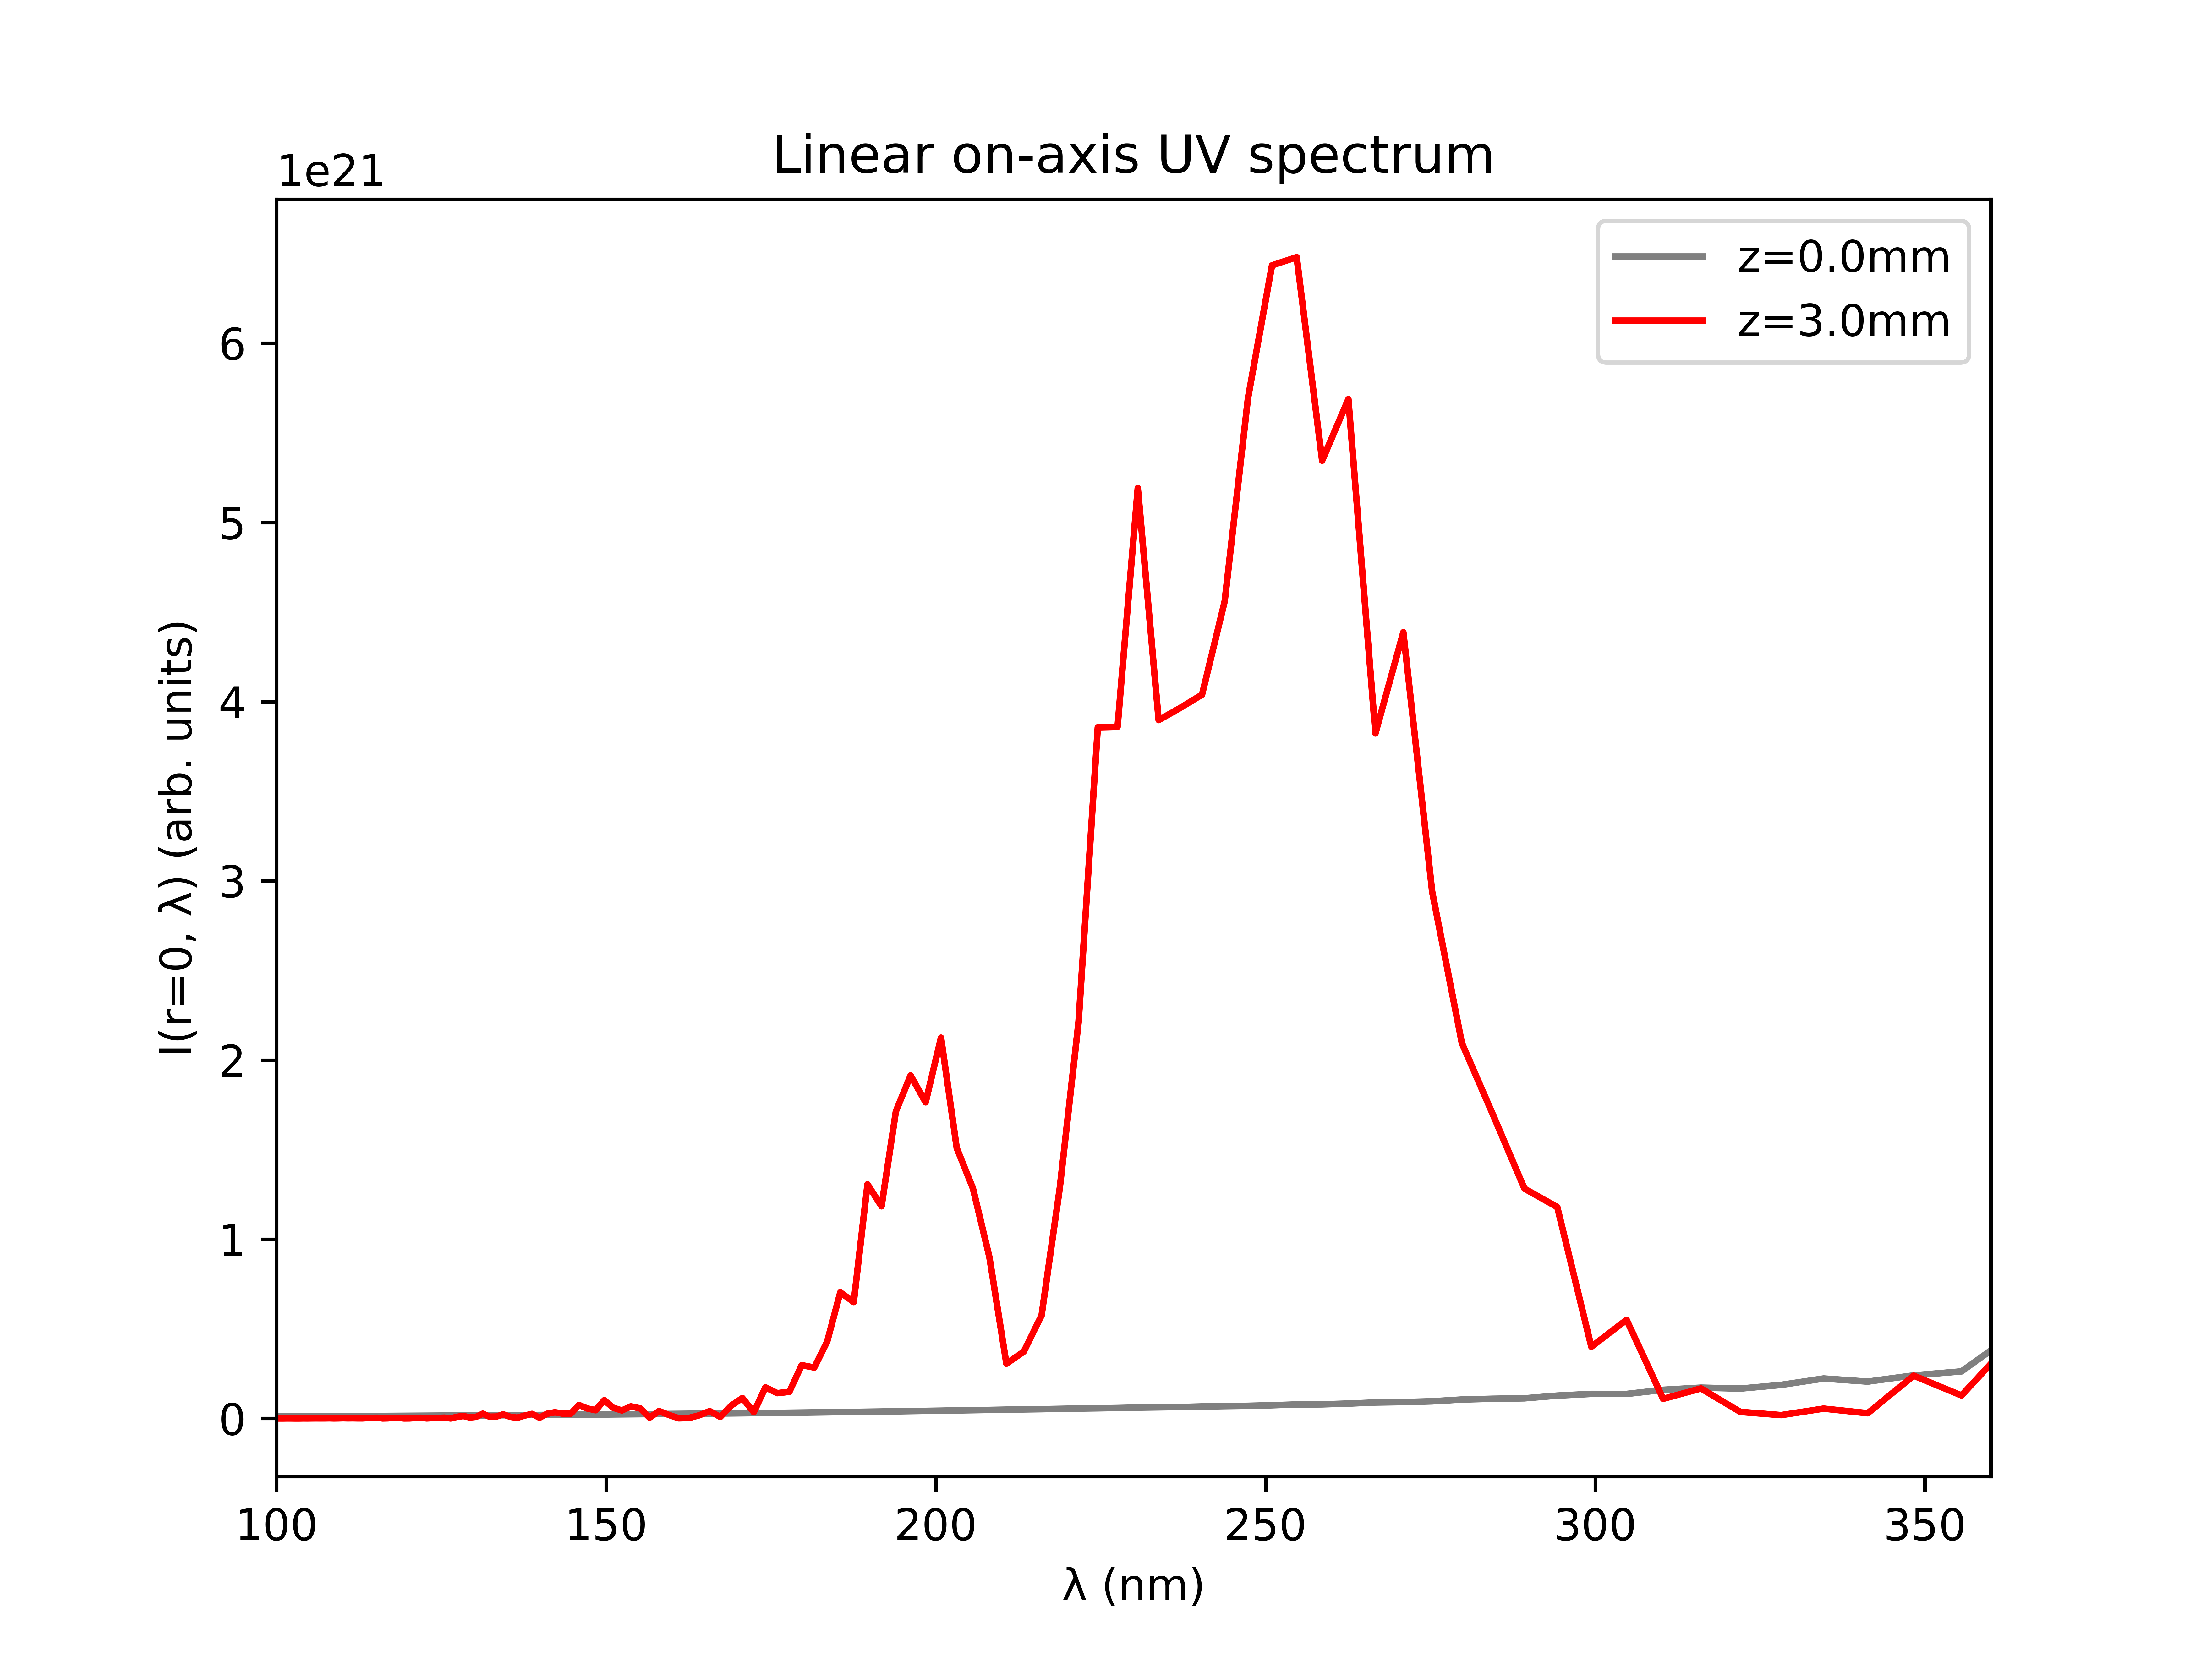 Linear on-axis UV spectrum
1e21
z=0.0mm
z=3.0mm
6
5
4
3
2
1
0
I(r=0, λ) (arb. units)
100 150 200 250 300 350
λ (nm)